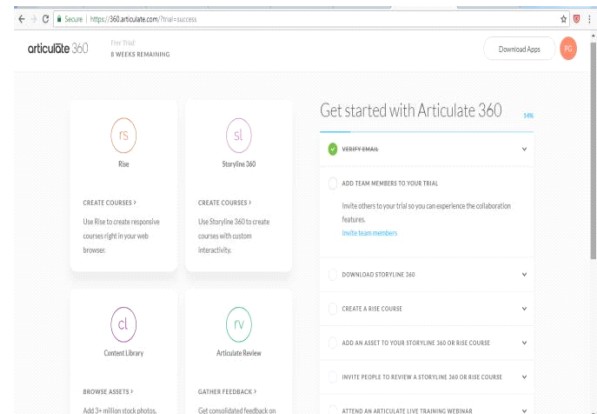 Secure | https://360.articulate.com/?trial=success
articulate 360
Free Trial
8 WEEKS REMAINING
Download Apps
PG
rs
Rise
CREATE COURSES >
Use Rise to create responsive
courses right in your web
browser.
sl
Storyline 360
CREATE COURSES >
Use Storyline 360 to create
courses with custom
interactivity.
cl
Content Library
BROWSE ASSETS >
Add 3+ million stock photos,
rv
Articulate Review
GATHER FEEDBACK >
Get consolidated feedback on
Get started with Articulate 360
14%
VERIFY EMAIL
ADD TEAM MEMBERS TO YOUR TRIAL
Invite others to your trial so you can experience the collaboration
features.
Invite team members
DOWNLOAD STORYLINE 360
CREATE A RISE COURSE
ADD AN ASSET TO YOUR STORYLINE 360 OR RISE COURSE
INVITE PEOPLE TO REVIEW A STORYLINE 360 OR RISE COURSE
ATTEND AN ARTICULATE LIVE TRAINING WEBINAR